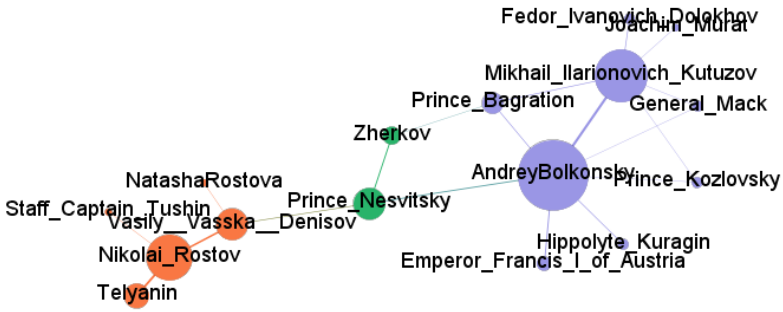 Fedor_Ivanovich_Dolokhov
Joachim_Murat
Mikhail_Ilarionovich_Kutuzov
Prince_Bagration
General_Mack
Zherkov
AndreyBolkonsky
Prince_Kozlovsky
NatashaRostova
Prince_Nesvitsky
Staff_Captain_Tushin
Vasily__Vasska__Denisov
Hippolyte_Kuragin
Nikolai_Rostov
Emperor_Francis_I_of_Austria
Telyanin